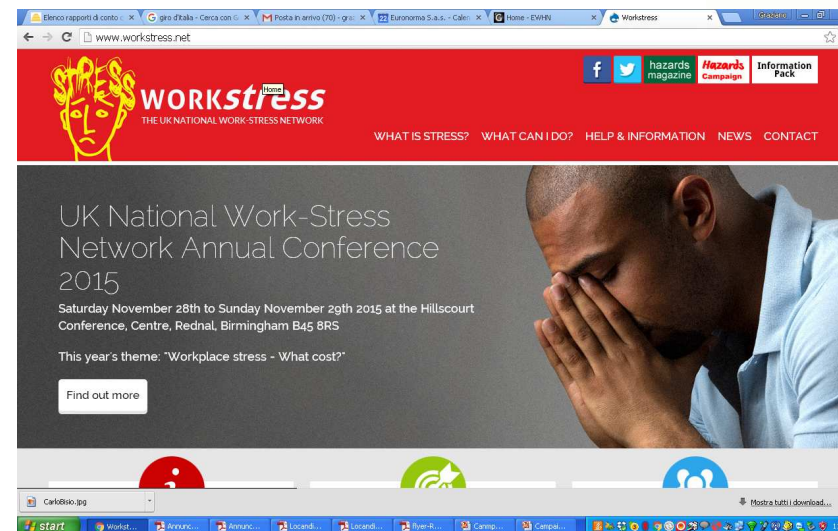 Elenco rapporti di conto c
giro d'italia - Cerca con G
Posta in arrivo (70) - gra
Euronorma S.a.s. - Calen
Home - EWHN
Workstress
www.workstress.net
STRESS
WORKstress
Home
THE UK NATIONAL WORK-STRESS NETWORK
f
hazards
magazine
Hazards
Campaign
Information
Pack
WHAT IS STRESS? WHAT CAN I DO? HELP & INFORMATION NEWS CONTACT
UK National Work-Stress
Network Annual Conference
2015
Saturday November 28th to Sunday November 29th 2015 at the Hillscourt
Conference, Centre, Rednal, Birmingham B45 8RS
This year's theme: "Workplace stress - What cost?"
Find out more
i
CarloBisio.jpg
Mostra tutti i download...
start
Workst...
Annunc...
Annunc...
Locandi...
Locandi...
flyer-R...
Canmp...
Campai...